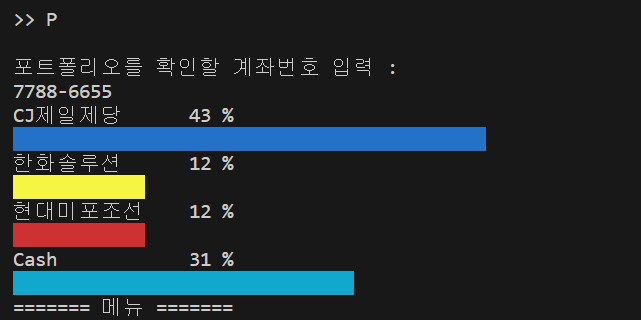 >> P
포트폴리오를 확인할 계좌번호 입력 :
7788-6655
CJ제일제당 43 %
한화솔루션 12 %
현대미포조선 12 %
Cash 31 %
======= 메뉴 =======